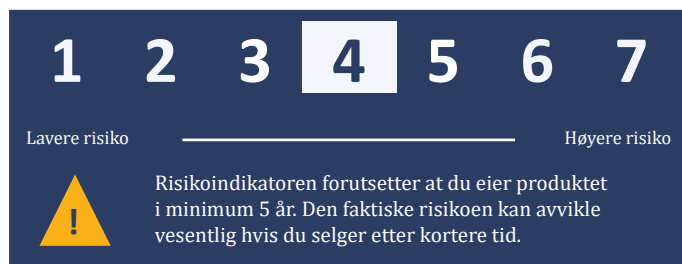 1 2 3 4 5 6 7
Lavere risiko Høyere risiko
! Risikoindikatoren forutsetter at du eier produktet
i minimum 5 år. Den faktiske risikoen kan avvikle
vesentlig hvis du selger etter kortere tid.